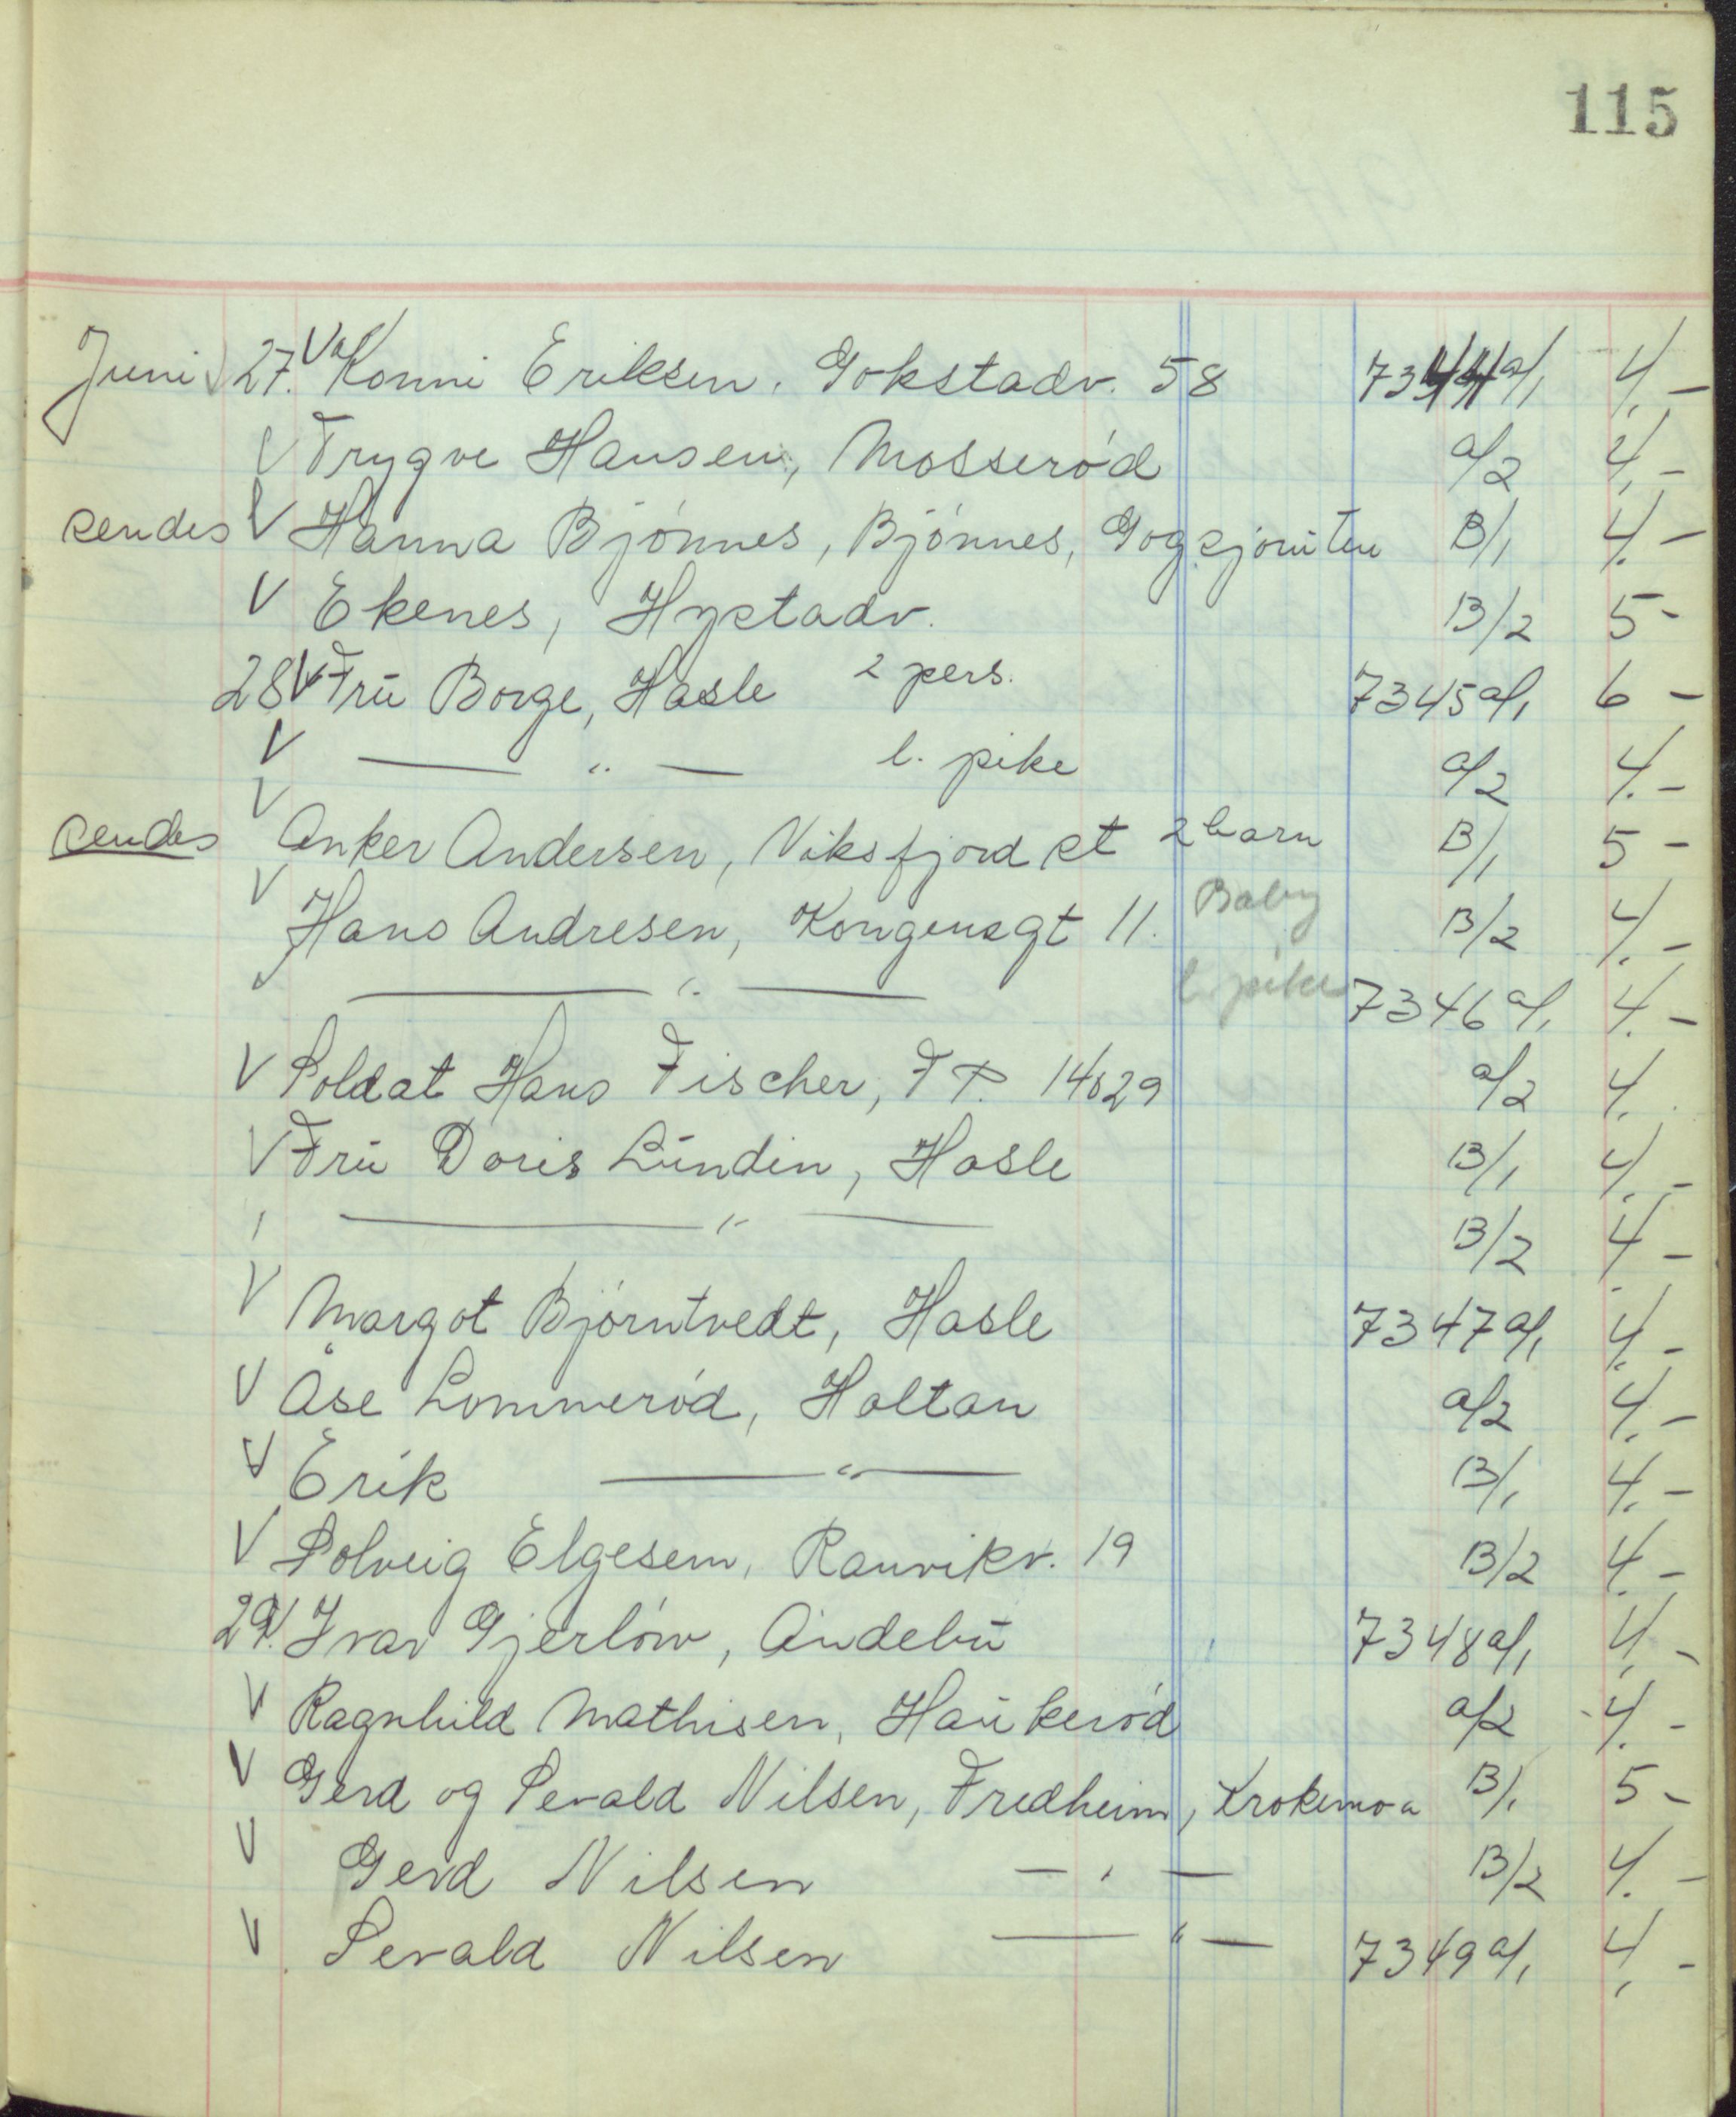 115
Juni V 27. V Konni Eriksen, Gokstadv. 58 7344 a/1 4,-
V Trygve Hansen, Mosserød a/2 4,-
sendes V Hanna Bjønnes, Bjønnes, Gogsjoruten B/1 4.-
V Ekenes, Hystadv. B/2 5-
28 V Fru Borge, Hasle 2 pers. 7345 a/1 6-
V —"— l. pike a/2 4.-
sendes V Anker Andersen, Viksfjord st 2 barn B/1 5-
V Hans Andresen, Kongensgt 11. Baby B/2 4.-
V —"— l. pike 7346 a/1 4.-
V Soldat Hans Fischer, F.P. 14629 a/2 4.
V Fru Doris Lundin, Hasle B/1 4.-
—"— B/2 4-
V Margot Bjørntvedt, Hasle 7347 a/1 4.-
V Åse Lommerød, Holtan a/2 4.-
V Erik —"— B/1 4.-
V Solveig Elgesem, Ranvikv. 19 B/2 4.-
29. V Ivar Gjerløw, Andebu 7348 a/1 4,-
V Ragnhild Mathisen, Haukerød a/2 4.-
V Gerd og Sevald Nilsen, Fredheim, Krokemoa B/1 5-
V Gerd Nilsen —"— B/2 4.-
V Sevald Nilsen —"— 7349 a/1 4,-